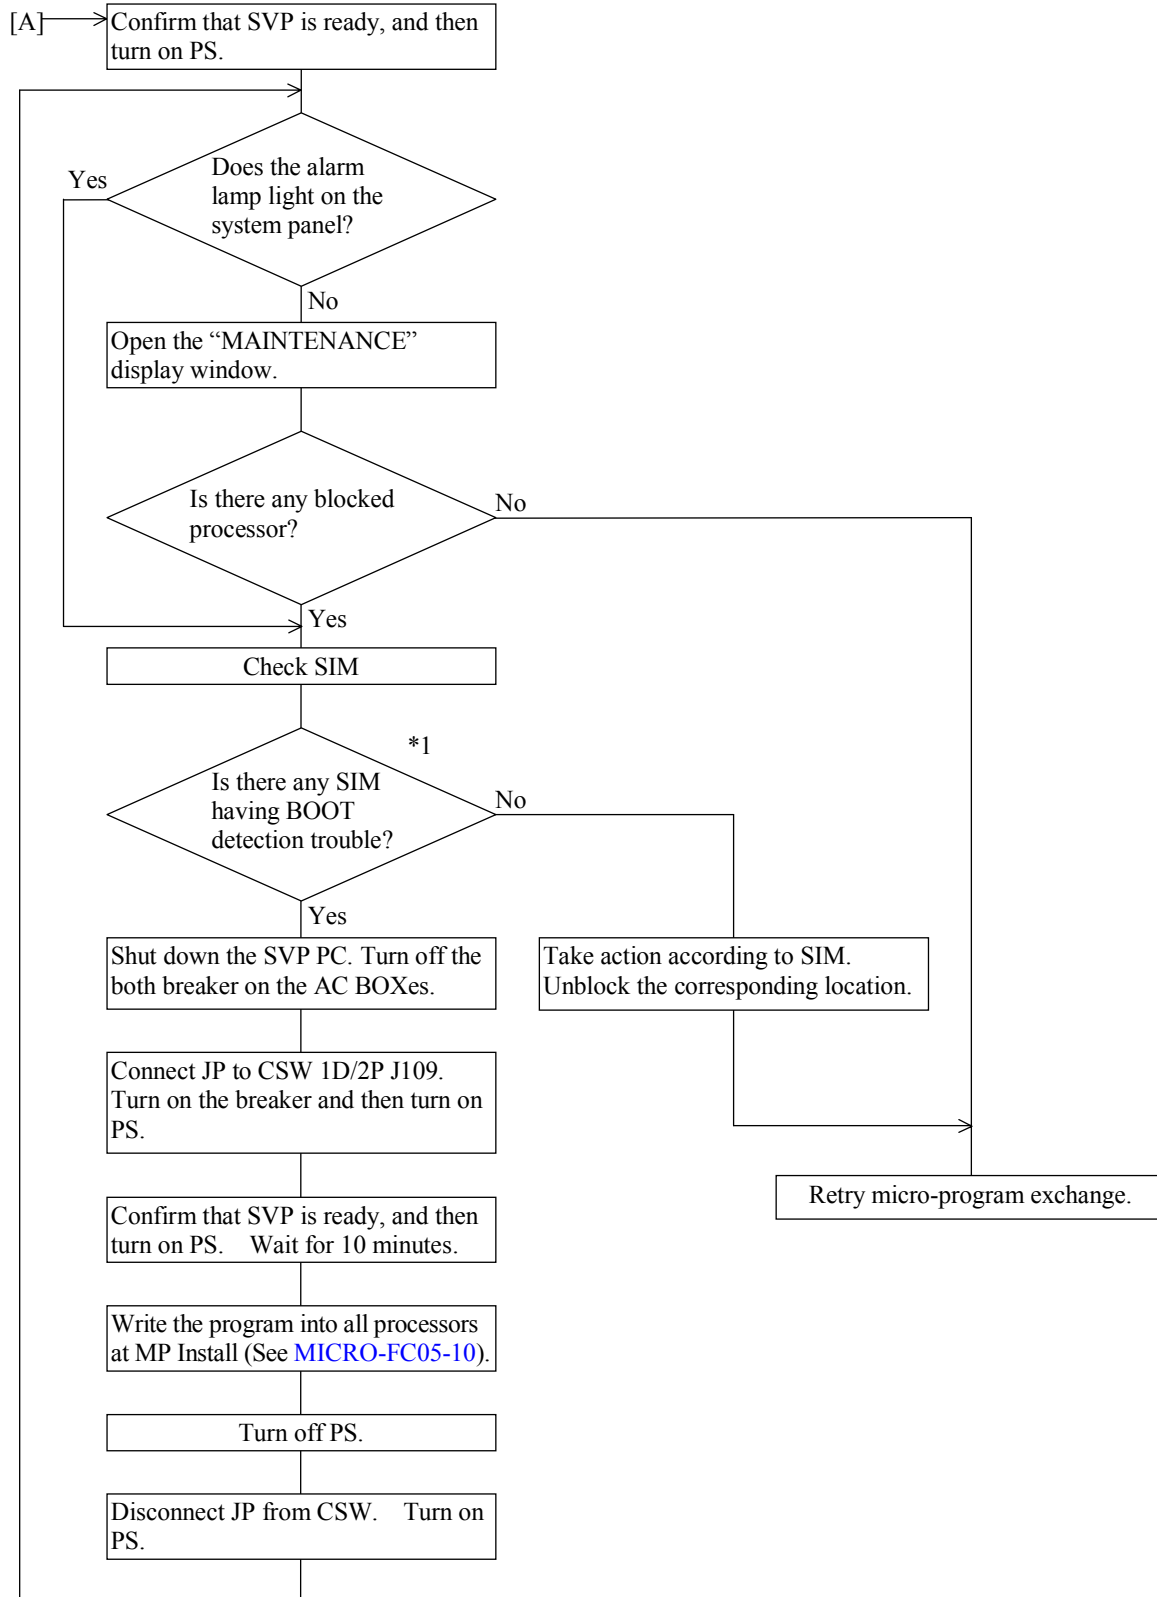 [A]
Confirm that SVP is ready, and then
turn on PS.
Does the alarm
lamp light on the
system panel?
Yes
No
Open the “MAINTENANCE”
display window.
Is there any blocked
processor?
No
Yes
Check SIM
*1
Is there any SIM
having BOOT
detection trouble?
No
Yes
Shut down the SVP PC. Turn off the
both breaker on the AC BOXes.
Take action according to SIM.
Unblock the corresponding location.
Connect JP to CSW 1D/2P J109.
Turn on the breaker and then turn on
PS.
Retry micro-program exchange.
Confirm that SVP is ready, and then
turn on PS. Wait for 10 minutes.
Write the program into all processors
at MP Install (See MICRO-FC05-10).
Turn off PS.
Disconnect JP from CSW. Turn on
PS.